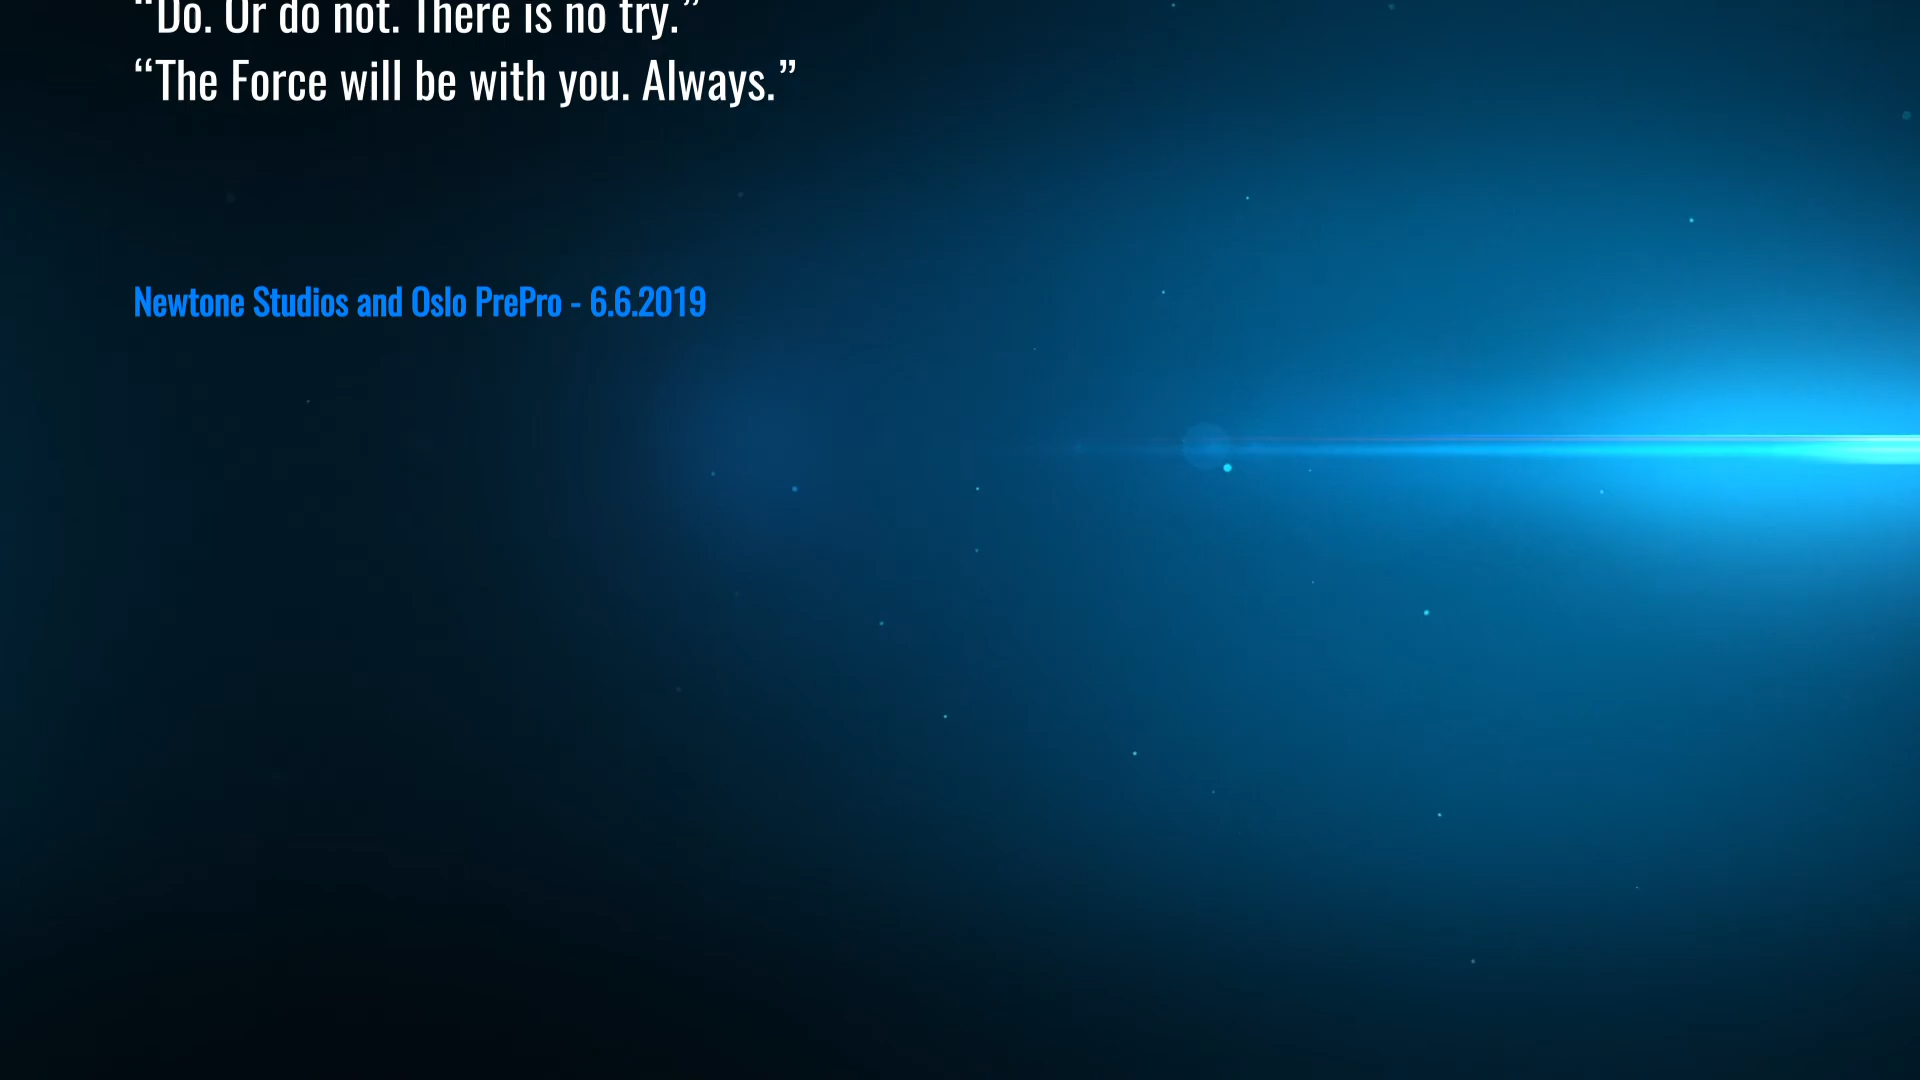 “Do. Or do not. There is no try.”
“The Force will be with you. Always.”
Newtone Studios and Oslo PrePro - 6.6.2019